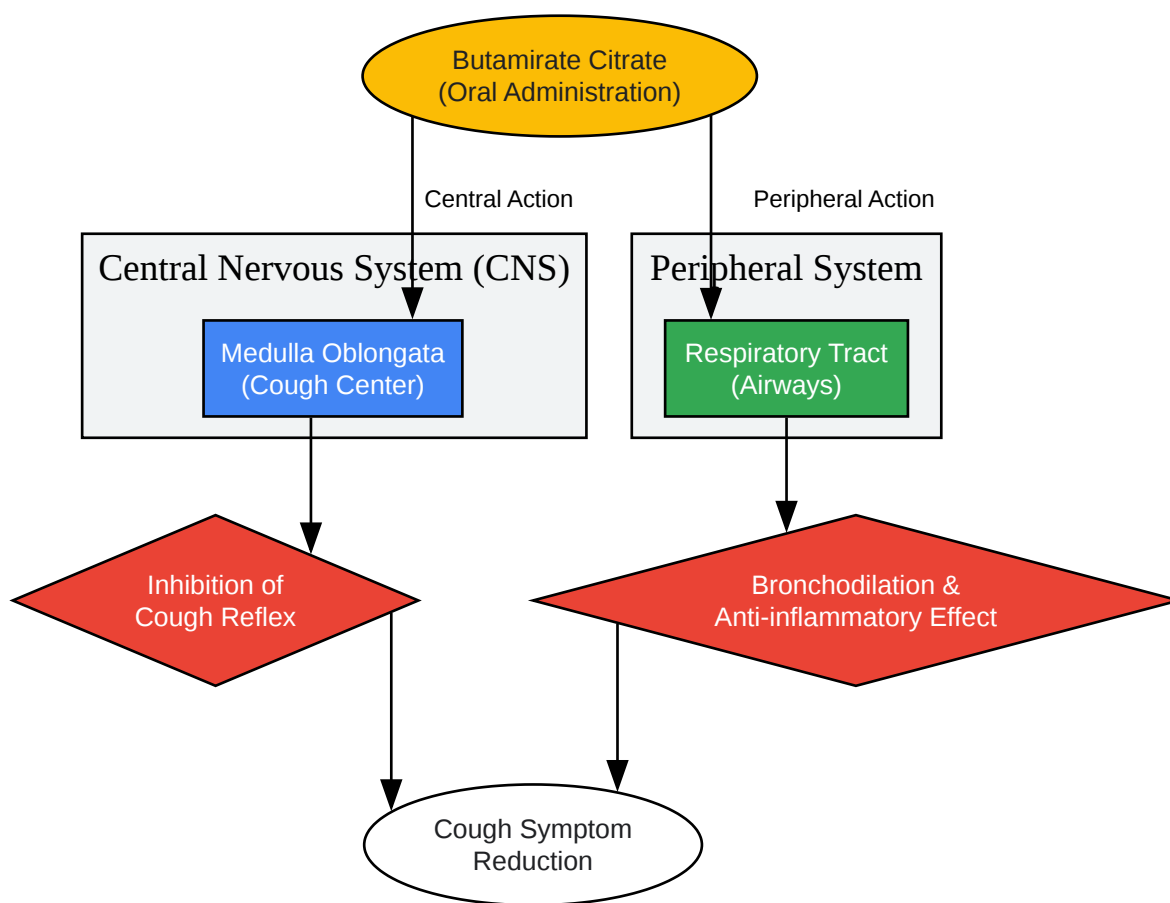 Butamirate Citrate
(Oral Administration)
Central Action
Peripheral Action
Central Nervous System (CNS)
Peripheral System
Medulla Oblongata
(Cough Center)
Respiratory Tract
(Airways)
Inhibition of
Cough Reflex
Bronchodilation &
Anti-inflammatory Effect
Cough Symptom
Reduction